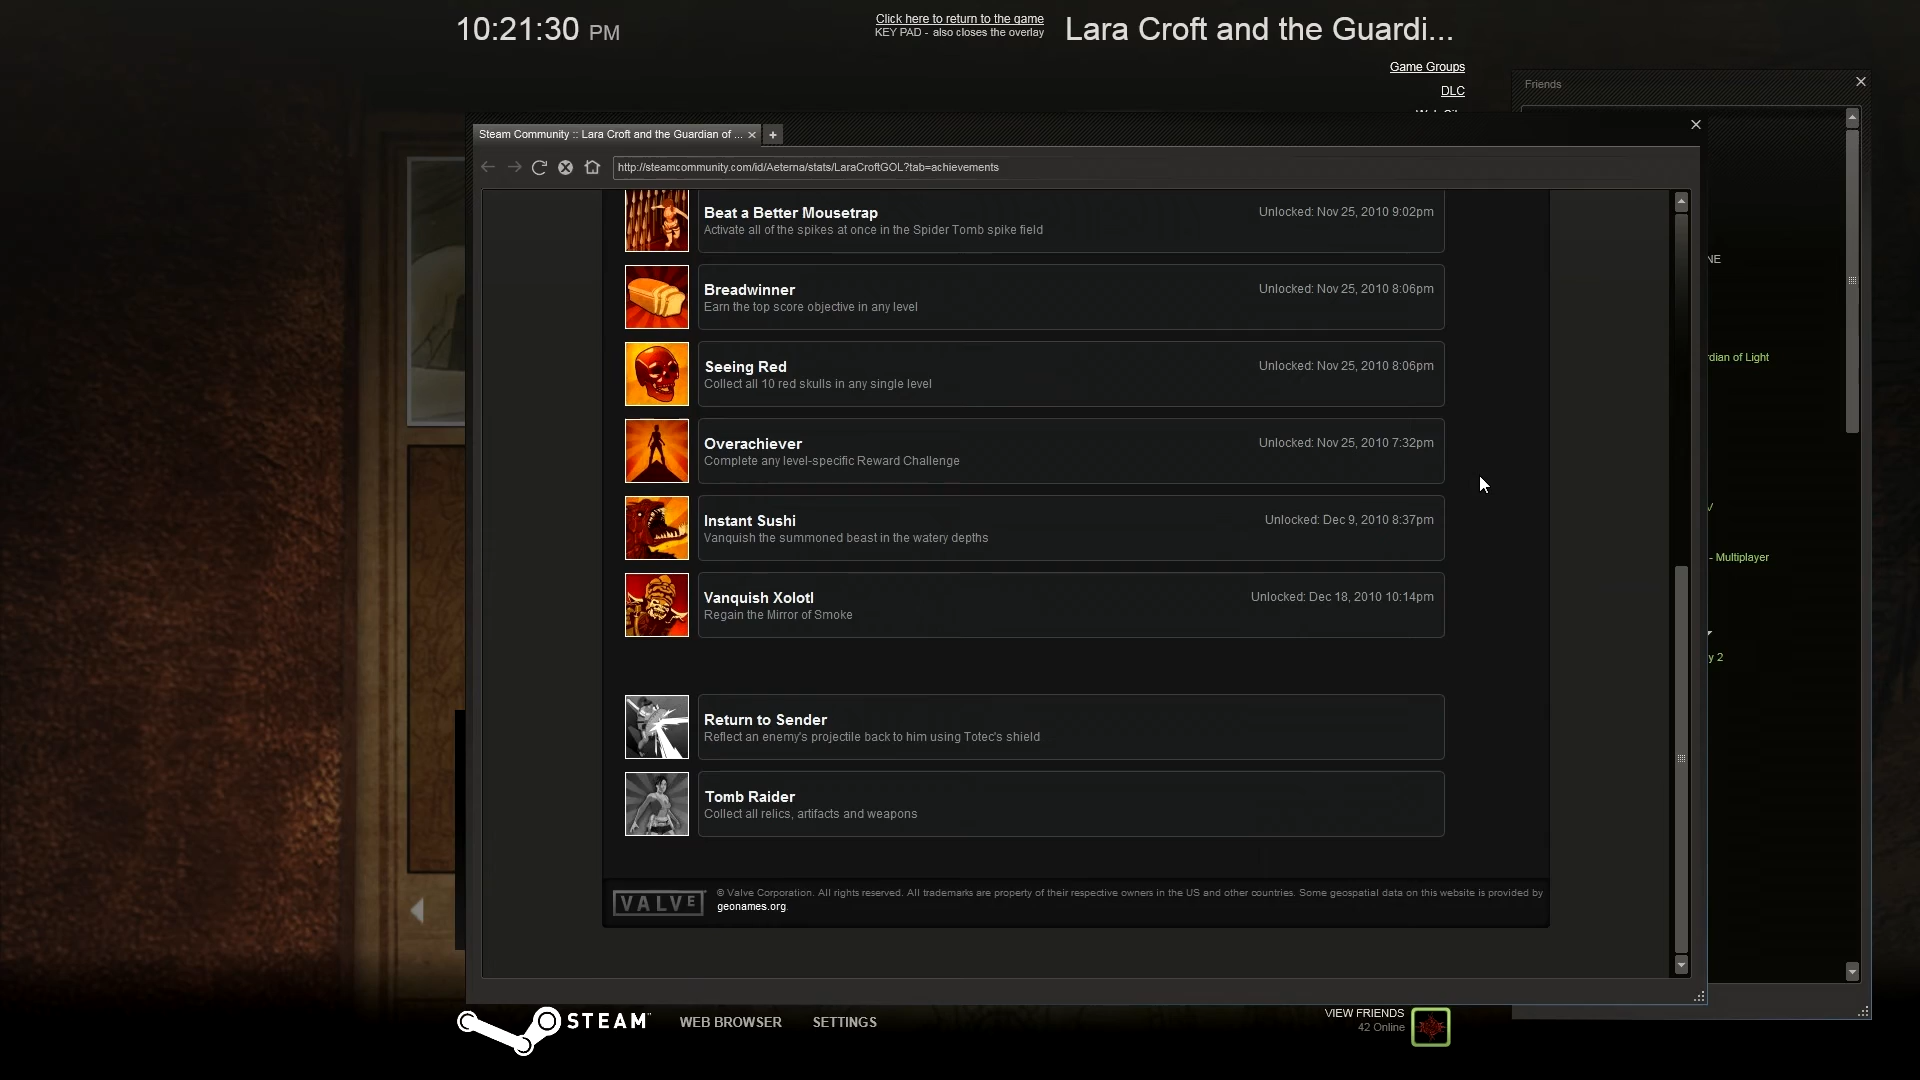 10:21:30 PM
Click here to return to the game
KEY PAD - also closes the overlay
Lara Croft and the Guardi...
Game Groups
DLC
Friends
Steam Community :: Lara Croft and the Guardian of ...
http://steamcommunity.com/id/Aeterna/stats/LaraCroftGOL?tab=achievements
Beat a Better Mousetrap
Unlocked: Nov 25, 2010 9:02pm
Activate all of the spikes at once in the Spider Tomb spike field
Breadwinner
Unlocked: Nov 25, 2010 8:06pm
Earn the top score objective in any level
Seeing Red
Unlocked: Nov 25, 2010 8:06pm
Collect all 10 red skulls in any single level
Overachiever
Unlocked: Nov 25, 2010 7:32pm
Complete any level-specific Reward Challenge
Instant Sushi
Unlocked: Dec 9, 2010 8:37pm
Vanquish the summoned beast in the watery depths
Vanquish Xolotl
Unlocked: Dec 18, 2010 10:14pm
Regain the Mirror of Smoke
Return to Sender
Reflect an enemy's projectile back to him using Totec's shield
Tomb Raider
Collect all relics, artifacts and weapons
NE
rdian of Light
- Multiplayer
y 2
VALVE
© Valve Corporation. All rights reserved. All trademarks are property of their respective owners in the US and other countries. Some geospatial data on this website is provided by
geonames.org.
STEAM
WEB BROWSER
SETTINGS
VIEW FRIENDS
42 Online